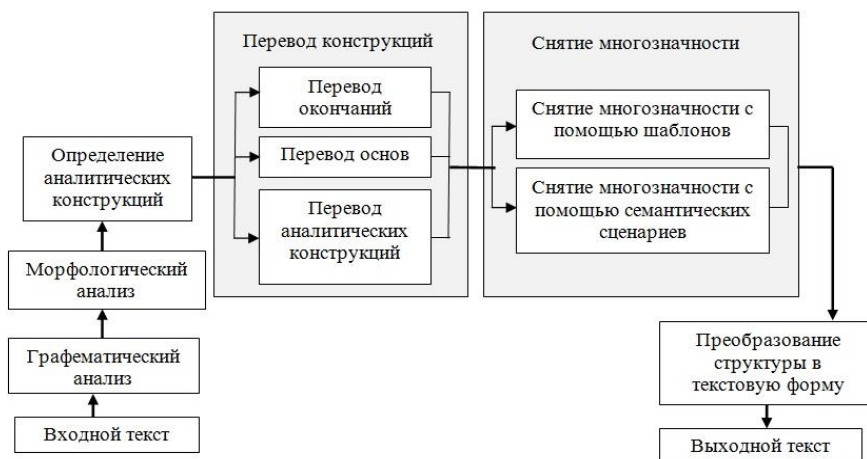 Перевод конструкций
Перевод
окончаний
Перевод основ
Перевод
аналитических
конструкций
Снятие многозначности
Снятие многозначности с
помощью шаблонов
Снятие многозначности с
помощью семантических
сценариев
Определение
аналитических
конструкций
Морфологический
анализ
Графематический
анализ
Входной текст
Преобразование
структуры в
текстовую форму
Выходной текст